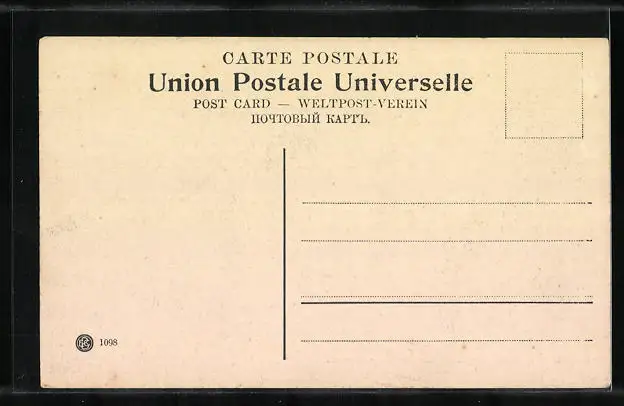 CARTE POSTALE
Union Postale Universelle
POST CARD — WELTPOST-VEREIN
ПОЧТОВЫЙ КАРТЪ.
1098